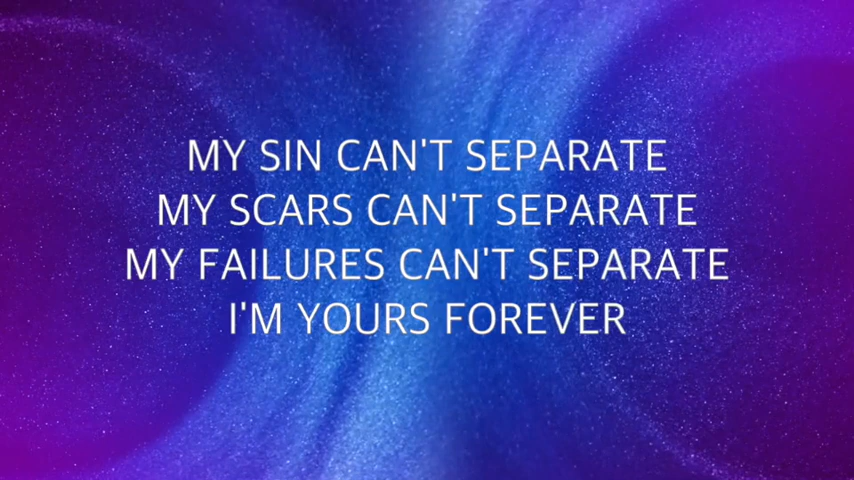 MY SIN CAN'T SEPARATE
MY SCARS CAN'T SEPARATE
MY FAILURES CAN'T SEPARATE
I'M YOURS FOREVER